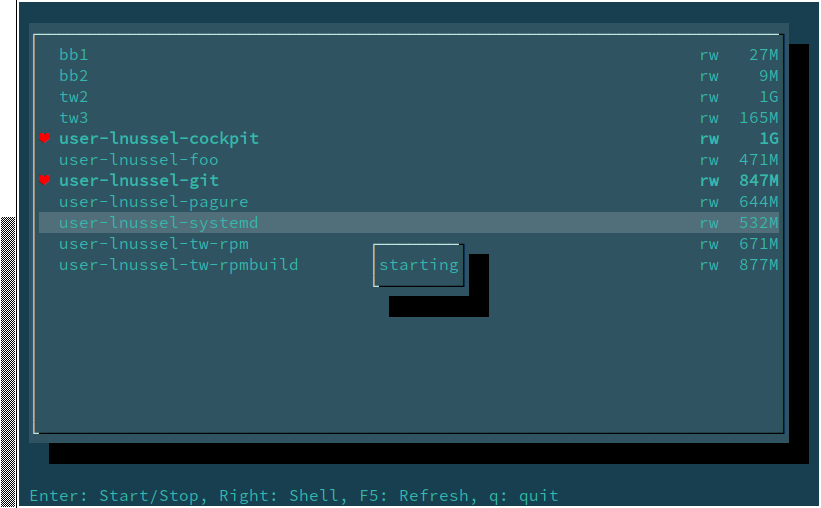 bb1 rw 27M
bb2 rw 9M
tw2 rw 1G
tw3 rw 165M
user-lnussel-cockpit rw 1G
user-lnussel-foo rw 471M
user-lnussel-git rw 847M
user-lnussel-pagure rw 644M
user-lnussel-systemd rw 532M
user-lnussel-tw-rpm rw 671M
user-lnussel-tw-rpmbuild rw 877M
starting
Enter: Start/Stop, Right: Shell, F5: Refresh, q: quit